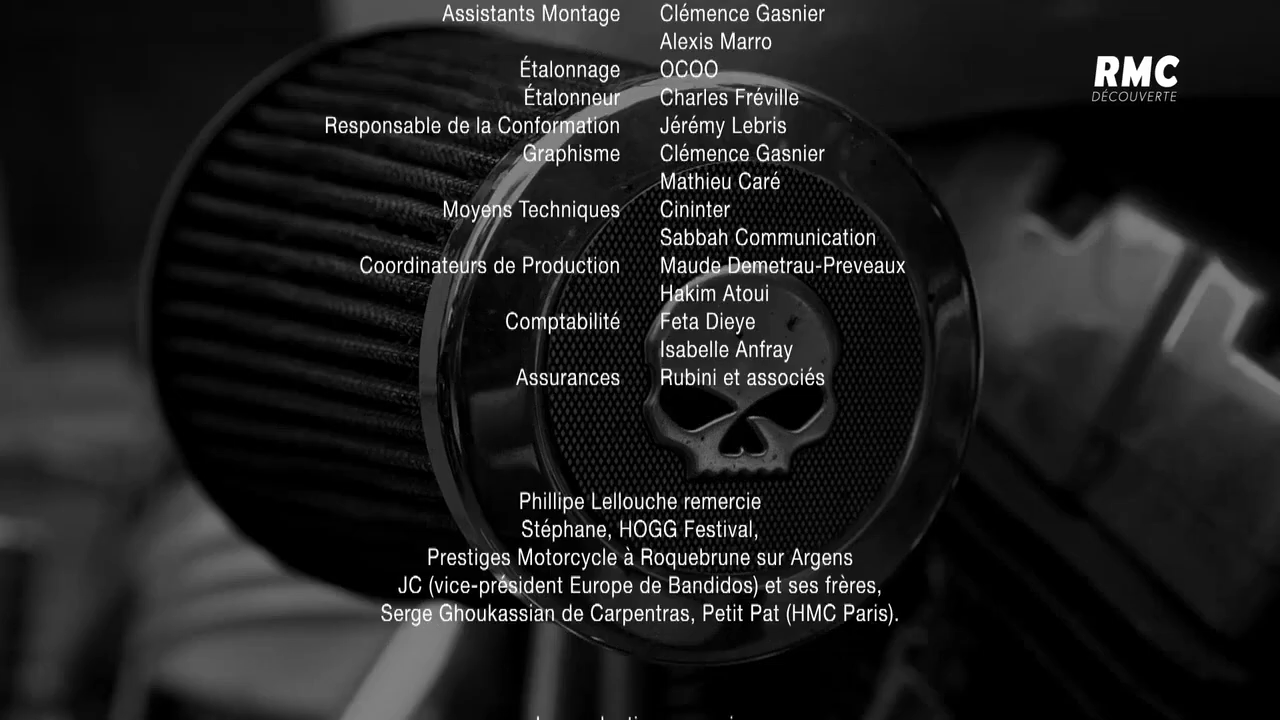 Assistants Montage Clémence Gasnier
Alexis Marro
Étalonnage OCOO
Étalonneur Charles Fréville
Responsable de la Conformation Jérémy Lebris
Graphisme Clémence Gasnier
Mathieu Caré
Moyens Techniques Cininter
Sabbah Communication
Coordinateurs de Production Maude Demetrau-Preveaux
Hakim Atoui
Comptabilité Feta Dieye
Isabelle Anfray
Assurances Rubini et associés
Phillipe Lellouche remercie
Stéphane, HOGG Festival,
Prestiges Motorcycle à Roquebrune sur Argens
JC (vice-président Europe de Bandidos) et ses frères,
Serge Ghoukassian de Carpentras, Petit Pat (HMC Paris).
RMC
DÉCOUVERTE